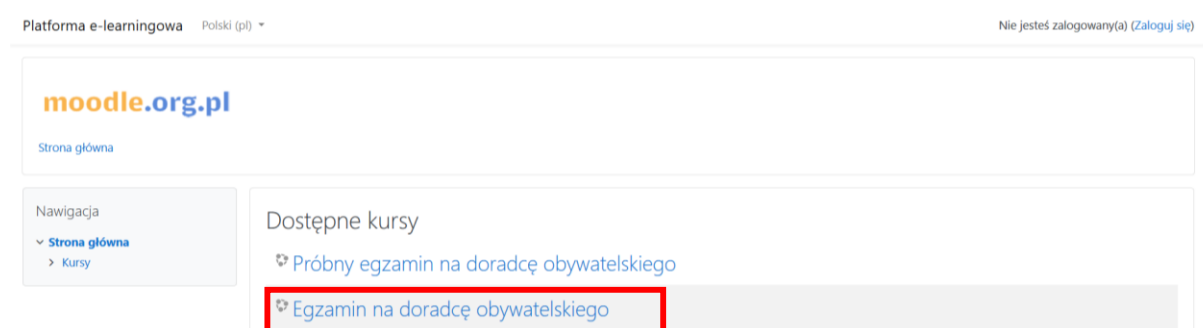 Platforma e-learningowa Polski (pl)
Nie jesteś zalogowany(a) (Zaloguj się)
moodle.org.pl
Strona główna
Nawigacja
Strona główna
Kursy
Dostępne kursy
Próbny egzamin na doradcę obywatelskiego
Egzamin na doradcę obywatelskiego